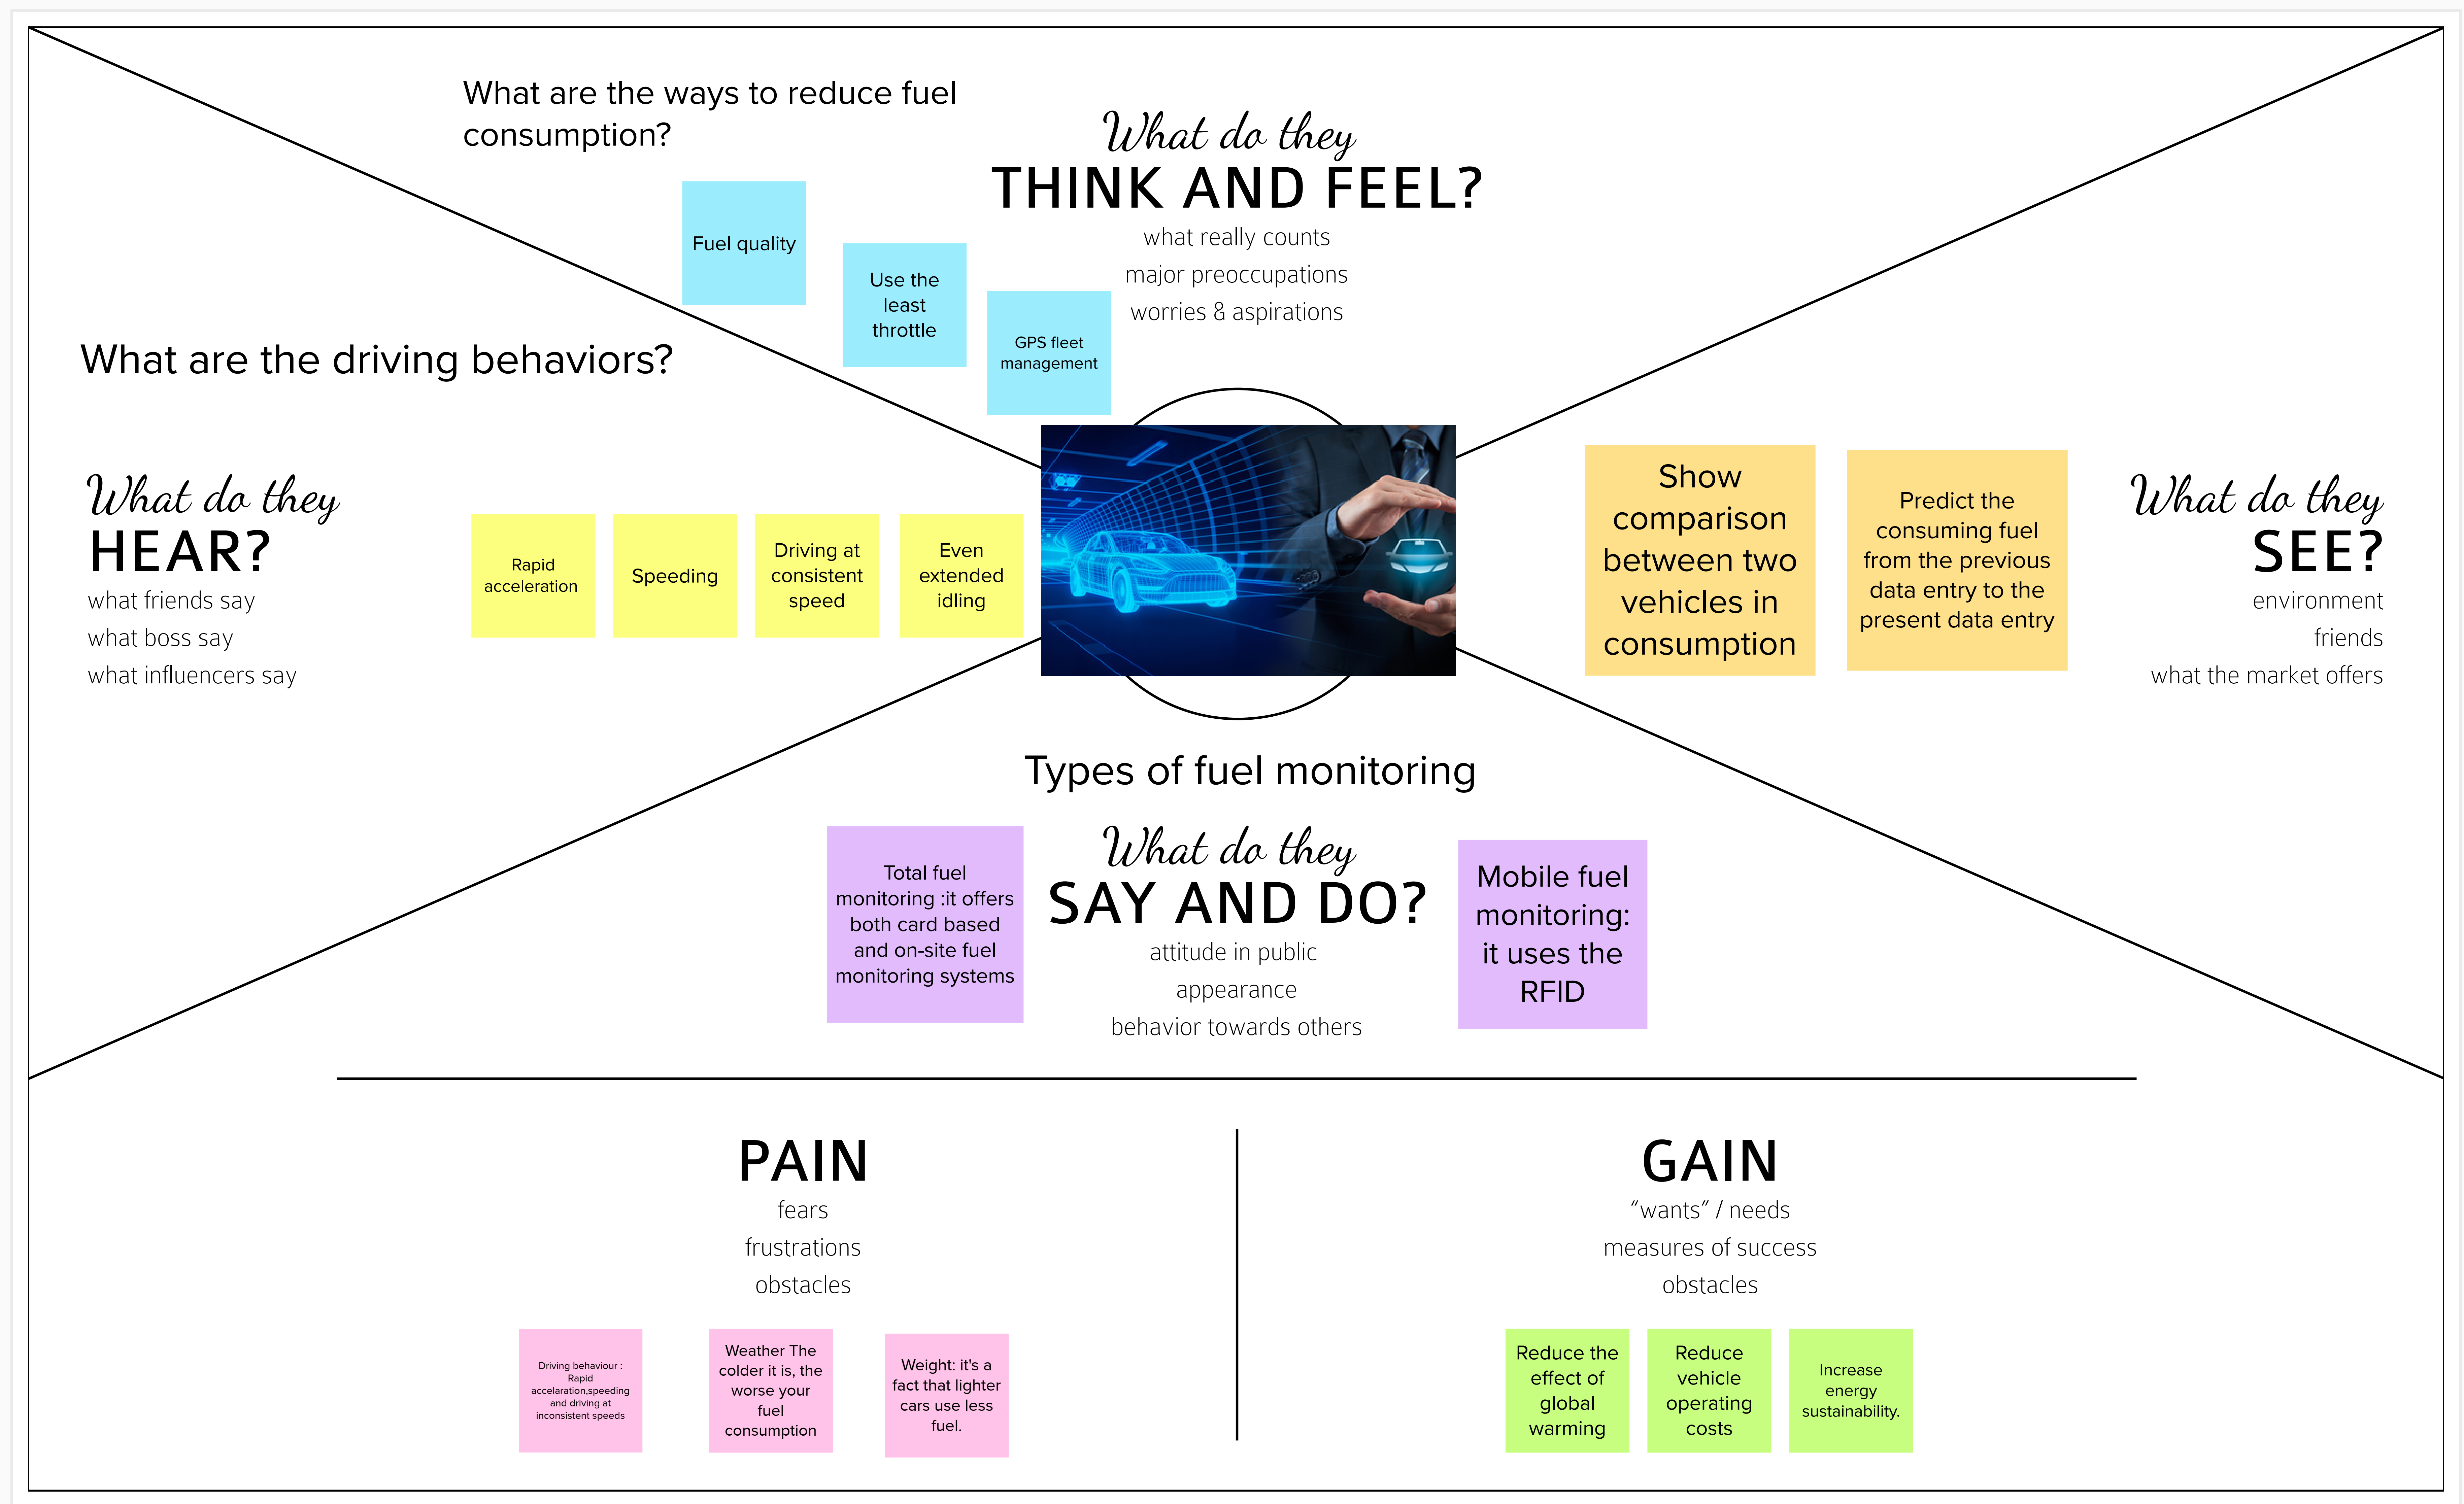 What are the ways to reduce fuel
consumption?
What do they
THINK AND FEEL?
what really counts
major preoccupations
worries & aspirations
Fuel quality
Use the
least
throttle
GPS fleet
management
What are the driving behaviors?
What do they
HEAR?
what friends say
what boss say
what influencers say
Rapid
acceleration
Speeding
Driving at
consistent
speed
Even
extended
idling
Show
comparison
between two
vehicles in
consumption
Predict the
consuming fuel
from the previous
data entry to the
present data entry
What do they
SEE?
environment
friends
what the market offers
Types of fuel monitoring
What do they
SAY AND DO?
attitude in public
appearance
behavior towards others
Total fuel
monitoring :it offers
both card based
and on-site fuel
monitoring systems
Mobile fuel
monitoring:
it uses the
RFID
PAIN
fears
frustrations
obstacles
Driving behaviour :
Rapid
accelaration,speeding
and driving at
inconsistent speeds
Weather The
colder it is, the
worse your
fuel
consumption
Weight: it's a
fact that lighter
cars use less
fuel.
GAIN
“wants” / needs
measures of success
obstacles
Reduce the
effect of
global
warming
Reduce
vehicle
operating
costs
Increase
energy
sustainability.